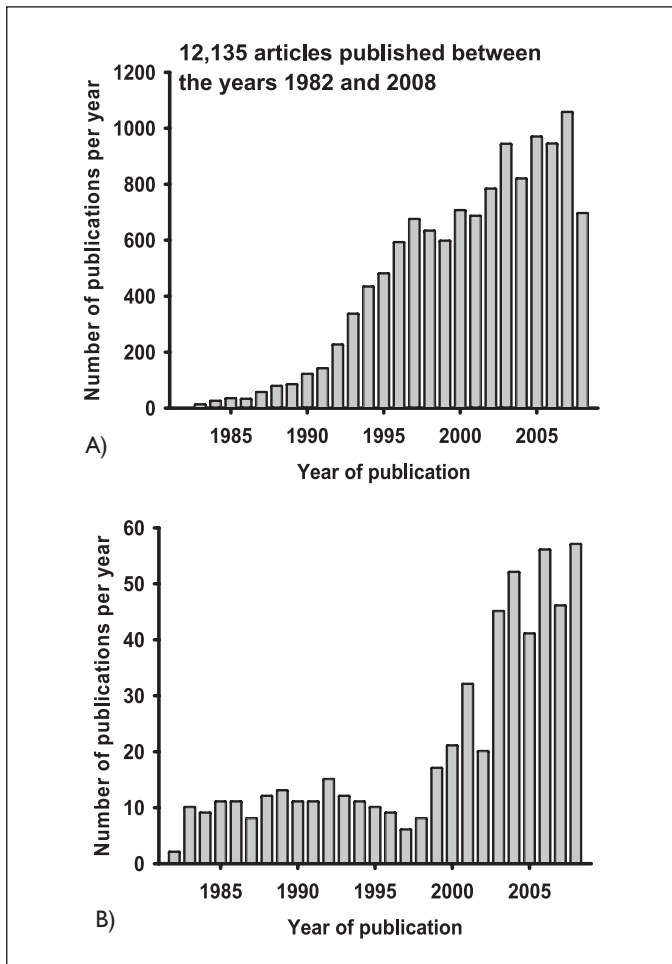 12,135 articles published between
the years 1982 and 2008
Number of publications per year
1200
1000
800
600
400
200
0
1985 1990 1995 2000 2005
Year of publication
A)
Number of publications per year
60
50
40
30
20
10
0
1985 1990 1995 2000 2005
Year of publication
B)